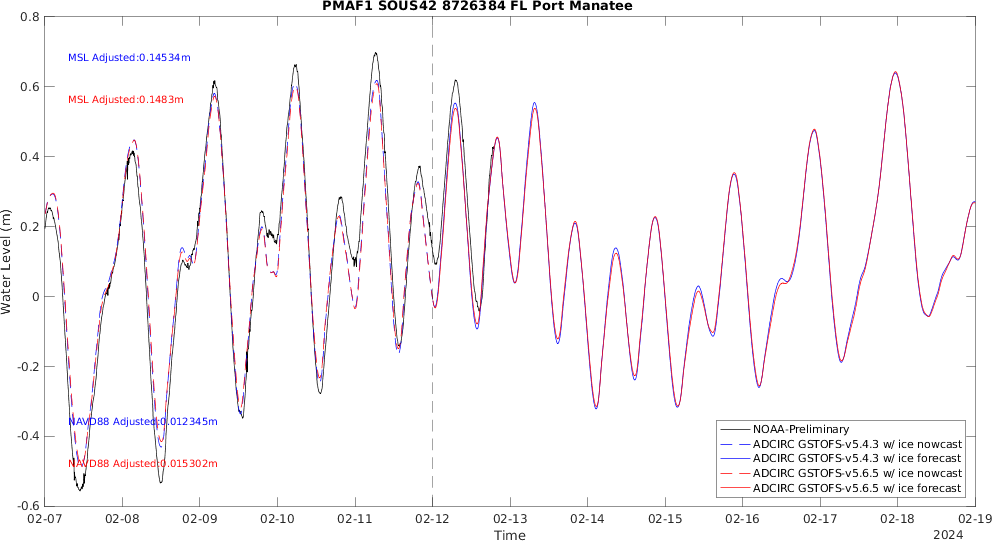 PMAF1 SOUS42 8726384 FL Port Manatee
0.8
0.6
0.4
0.2
0
-0.2
-0.4
-0.6
Water Level (m)
MSL Adjusted:0.14534m
MSL Adjusted:0.1483m
NAVD88 Adjusted:0.012345m
NAVD88 Adjusted:0.015302m
NOAA-Preliminary
ADCIRC GSTOFS-v5.4.3 w/ ice nowcast
ADCIRC GSTOFS-v5.4.3 w/ ice forecast
ADCIRC GSTOFS-v5.6.5 w/ ice nowcast
ADCIRC GSTOFS-v5.6.5 w/ ice forecast
02-07 02-08 02-09 02-10 02-11 02-12 02-13 02-14 02-15 02-16 02-17 02-18 02-19
Time
2024